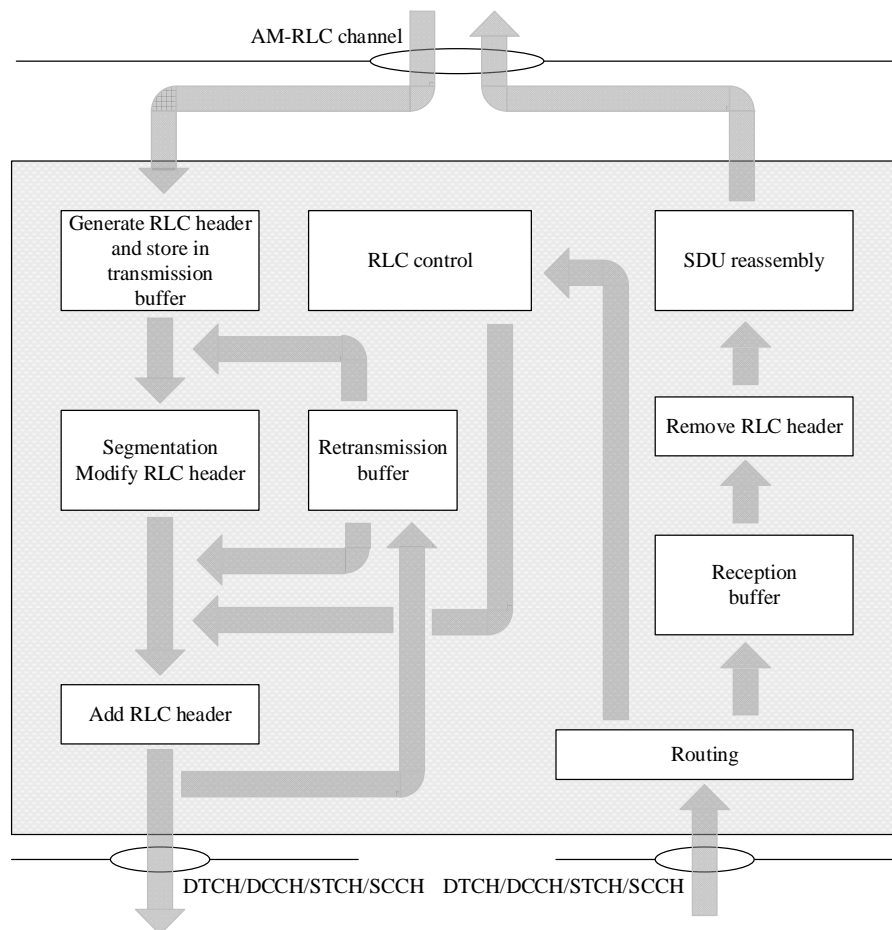 AM-RLC channel
Generate RLC header
and store in
transmission
buffer
RLC control
SDU reassembly
Segmentation
Modify RLC header
Retransmission
buffer
Remove RLC header
Reception
buffer
Add RLC header
Routing
DTCH/DCCH/STCH/SCCH
DTCH/DCCH/STCH/SCCH